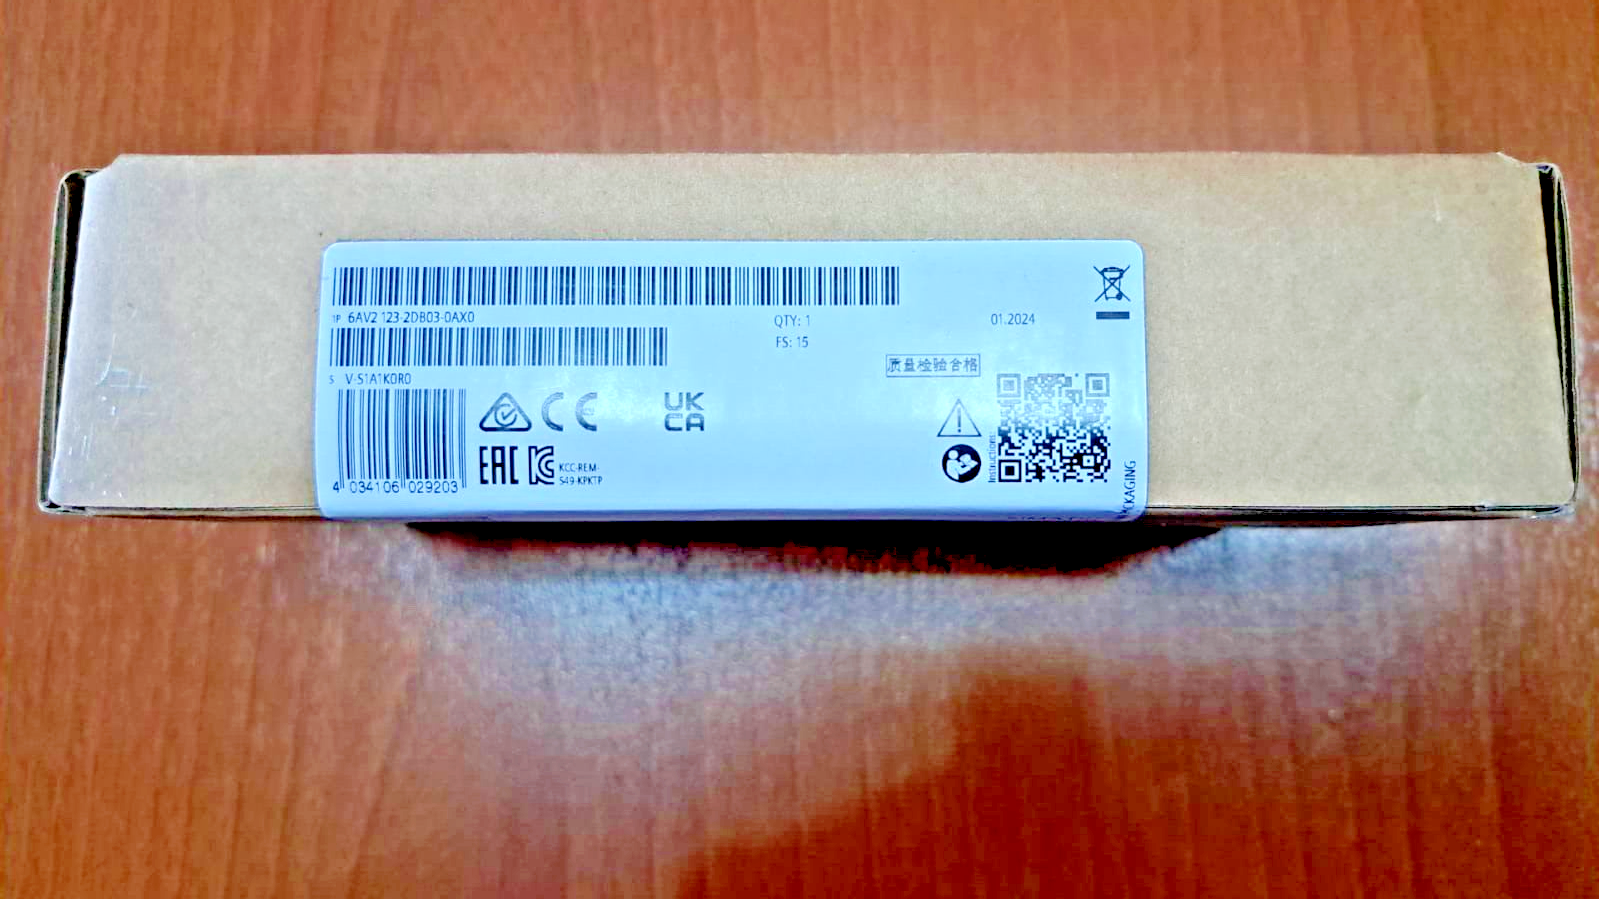 1P 6AV2 123-2DB03-0AX0
QTY: 1
01.2024
FS: 15
S V-S1A1K0R0
质量检验合格
CE
UK
CA
EAC
KCC-REM-
S49-KPKTP
Instructions
4 034106 029203